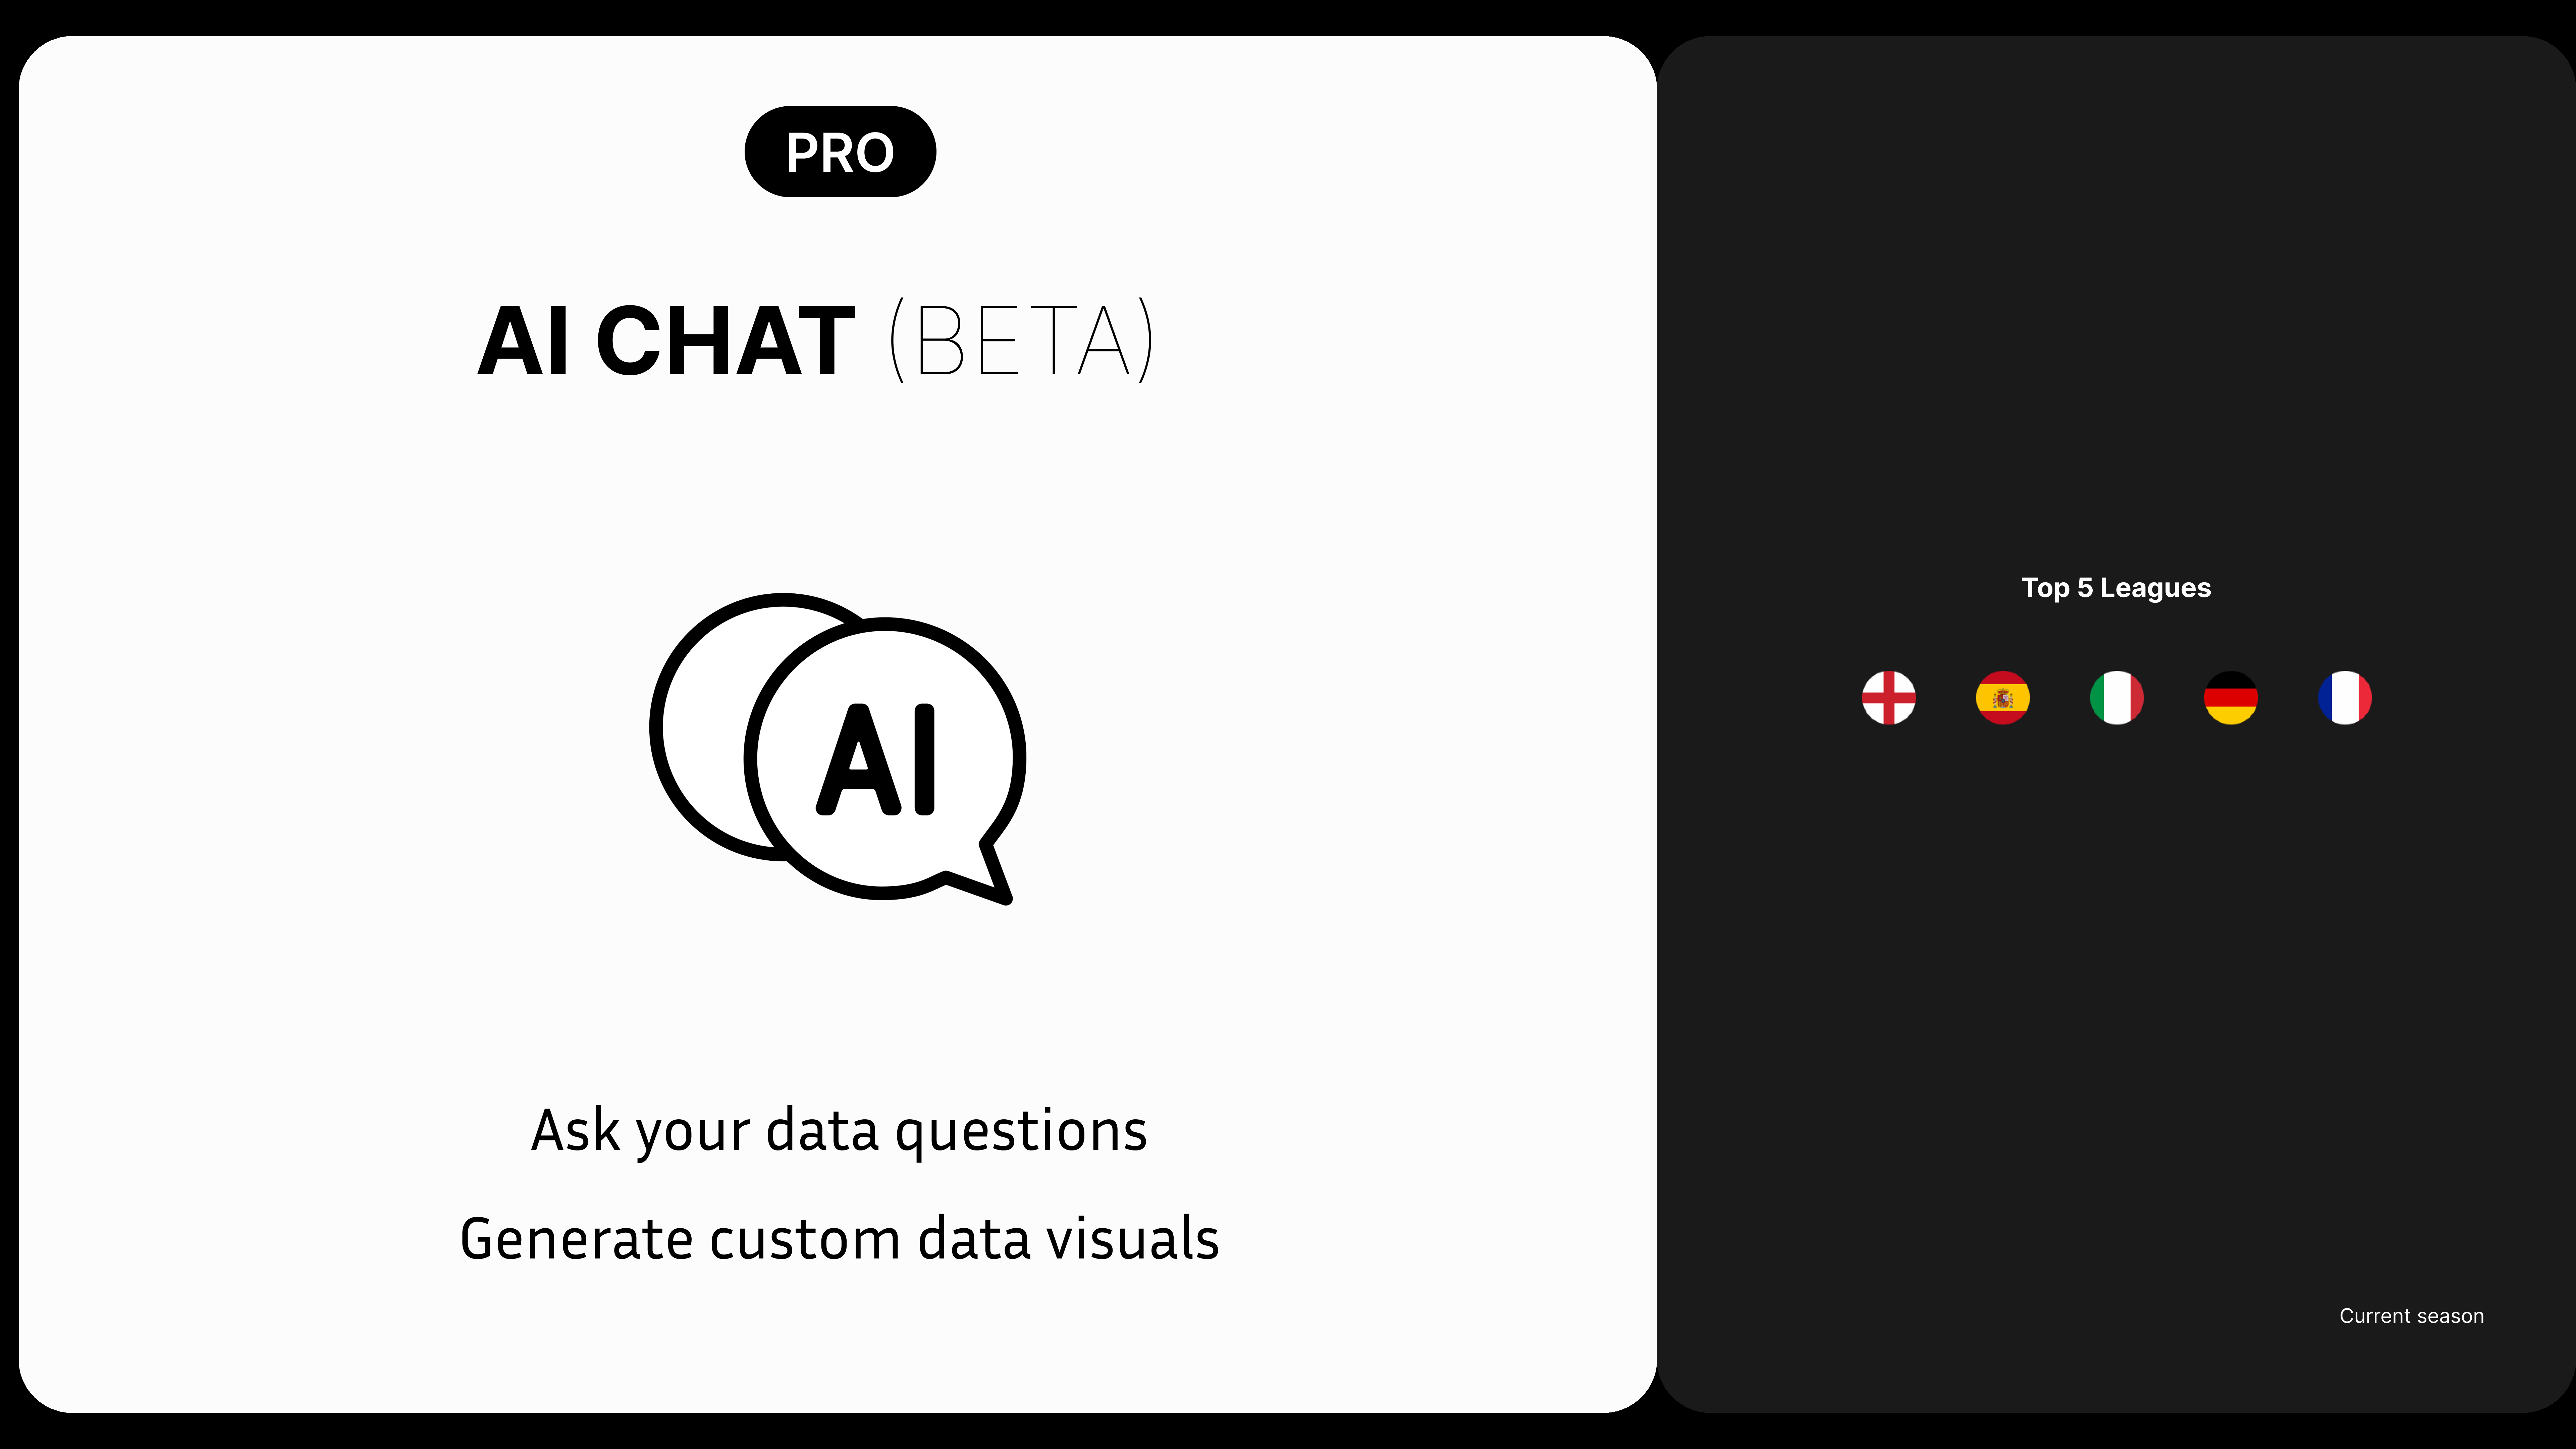 PRO
AI CHAT (BETA)
AI
Ask your data questions
Generate custom data visuals
Top 5 Leagues
Current season